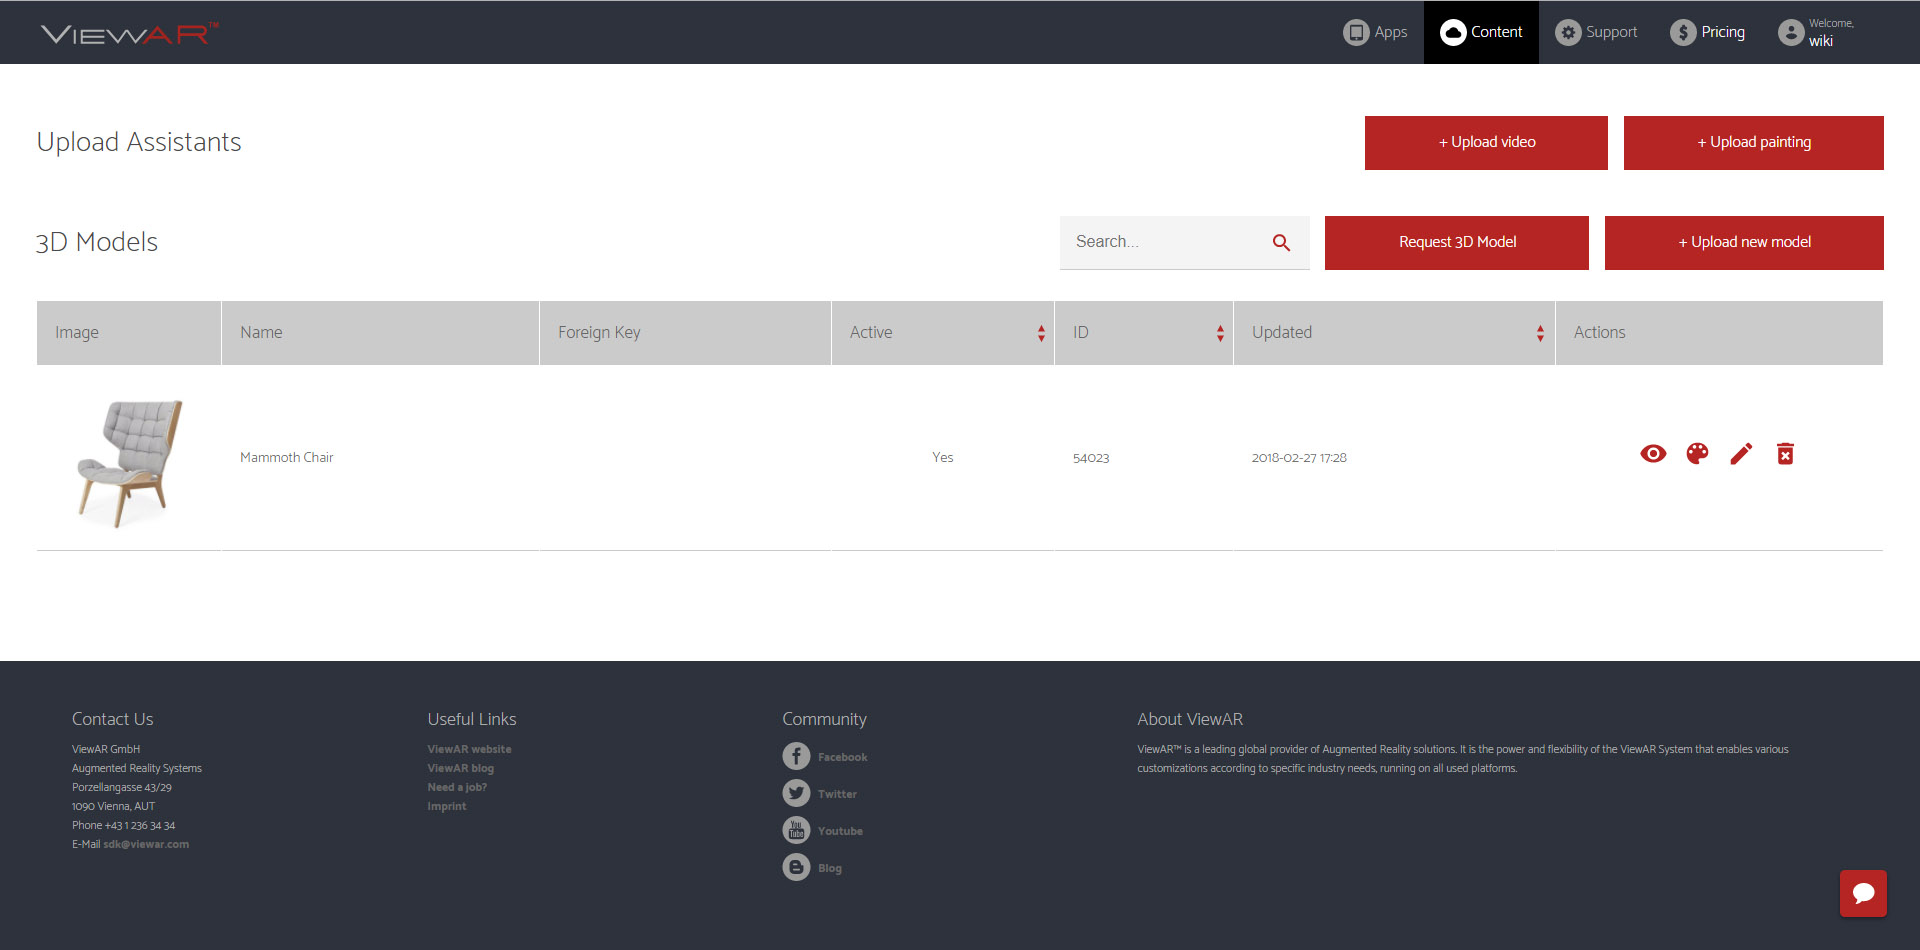 VIEWAR™
Apps
Content
Support
Pricing
Welcome,
wiki
Upload Assistants
+ Upload video
+ Upload painting
3D Models
Search...
Request 3D Model
+ Upload new model
Image
Name
Foreign Key
Active
ID
Updated
Actions
Mammoth Chair
Yes
54023
2018-02-27 17:28
Contact Us
ViewAR GmbH
Augmented Reality Systems
Porzellangasse 43/29
1090 Vienna, AUT
Phone +43 1 236 34 34
E-Mail sdk@viewar.com
Useful Links
ViewAR website
ViewAR blog
Need a job?
Imprint
Community
Facebook
Twitter
You
Tube
Youtube
Blog
About ViewAR
ViewAR™ is a leading global provider of Augmented Reality solutions. It is the power and flexibility of the ViewAR System that enables various
customizations according to specific industry needs, running on all used platforms.